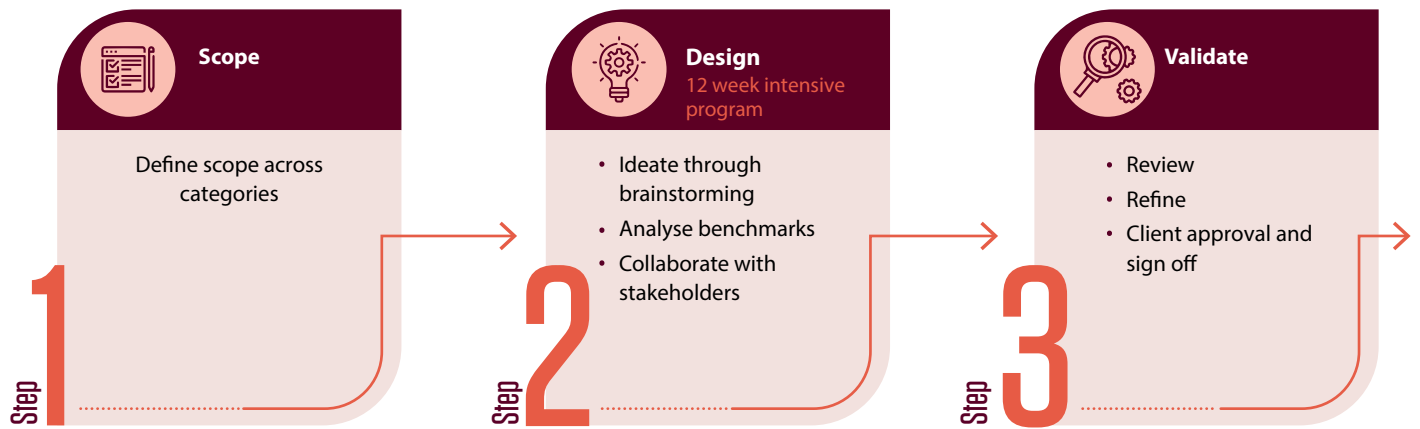 Scope
Define scope across
categories
Step 1
Design
12 week intensive
program
• Ideate through
brainstorming
• Analyse benchmarks
• Collaborate with
stakeholders
Step 2
Validate
• Review
• Refine
• Client approval and
sign off
Step 3